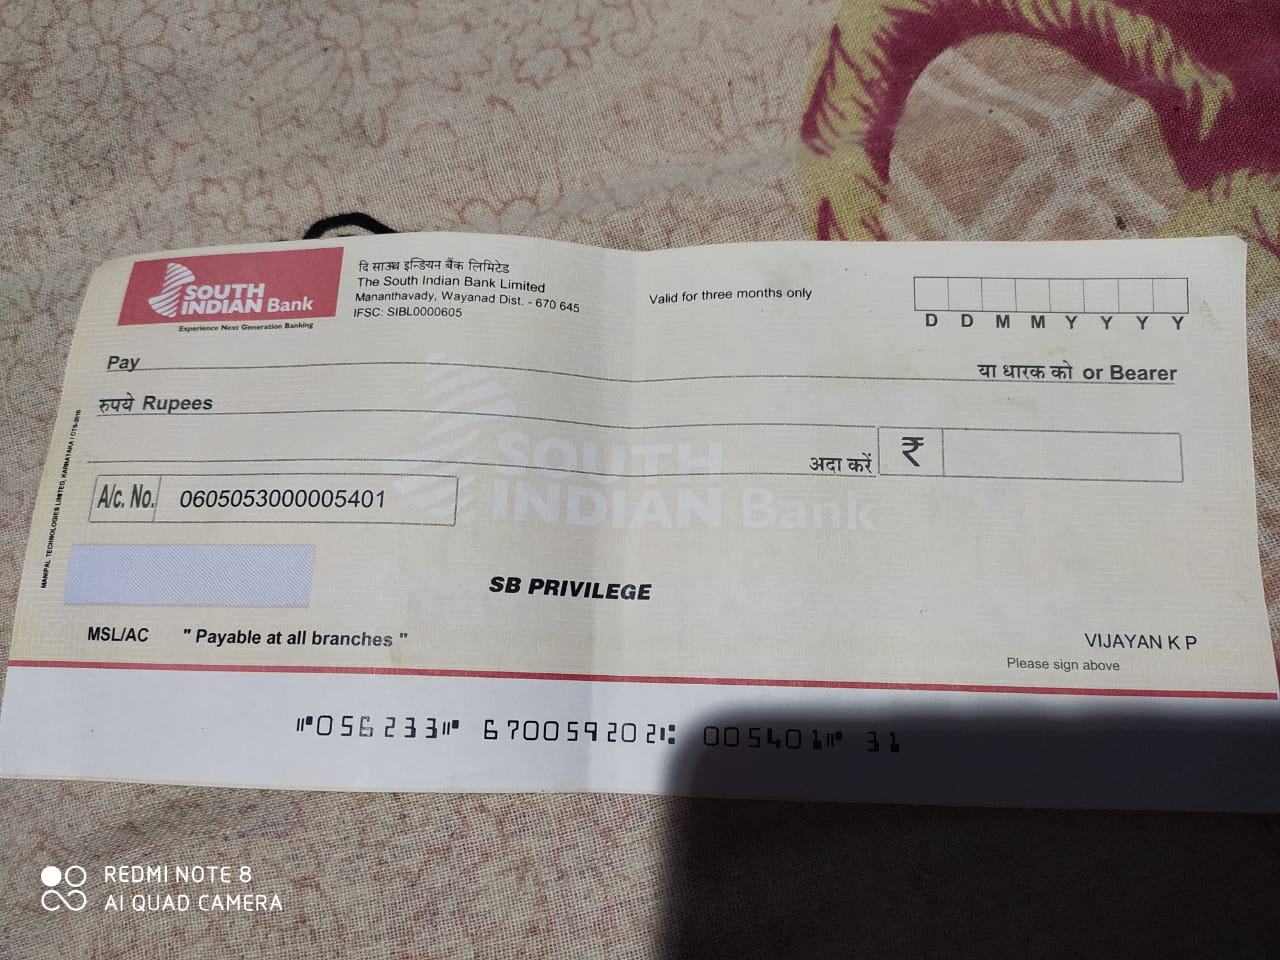 SOUTH
INDIAN Bank
Experience Next Generation Banking
दि साउथ इन्डियन बैंक लिमिटेड
The South Indian Bank Limited
Mananthavady, Wayanad Dist. - 670 645
IFSC: SIBL0000605
Valid for three months only
D D M M Y Y Y Y
Pay
या धारक को or Bearer
रुपये Rupees
अदा करें ₹
SOUTH
INDIAN Bank
A/c. No. 0605053000005401
MANIPAL TECHNOLOGIES LIMITED, KARNATAKA / CTS-2010
SB PRIVILEGE
MSL/AC " Payable at all branches "
VIJAYAN K P
Please sign above
⑈056233⑈ 670059202⑆ 005401⑈ 31
REDMI NOTE 8
AI QUAD CAMERA